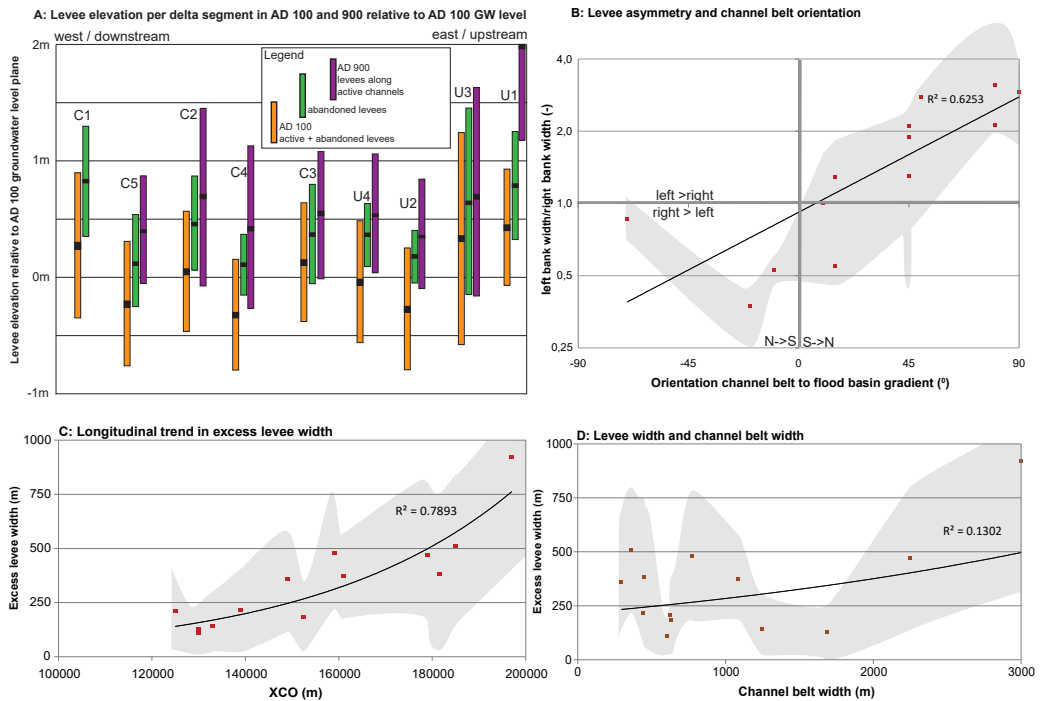 A: Levee elevation per delta segment in AD 100 and 900 relative to AD 100 GW level
west / downstream
east / upstream
Levee elevation relative to AD 100 groundwater level plane
2m
1m
0m
-1m
Legend
AD 900
levees along
active channels
abandoned levees
AD 100
active + abandoned levees
C1
C5
C2
C4
C3
U4
U2
U3
U1
B: Levee asymmetry and channel belt orientation
left bank width/right bank width (-)
4,0
2,0
1,0
0,5
0,25
R² = 0.6253
left >right
right > left
N->S
S->N
-90
-45
0
45
90
Orientation channel belt to flood basin gradient (⁰)
C: Longitudinal trend in excess levee width
Excess levee width (m)
1000
750
500
250
0
R² = 0.7893
100000
120000
140000
160000
180000
200000
XCO (m)
D: Levee width and channel belt width
Excess levee width (m)
1000
750
500
250
0
R² = 0.1302
0
1000
2000
3000
Channel belt width (m)